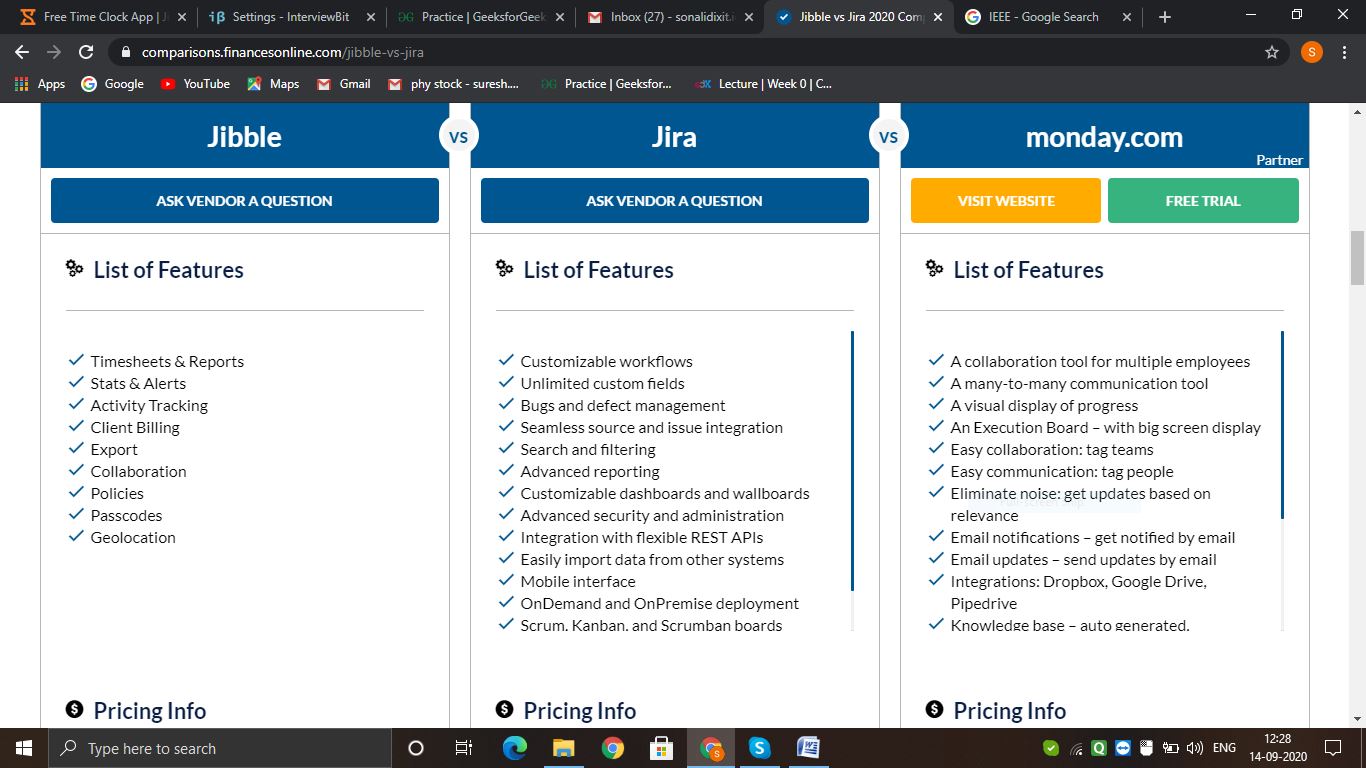 Free Time Clock App | Ji
Settings - InterviewBit
Practice | GeeksforGeek
Inbox (27) - sonalidixit.
Jibble vs Jira 2020 Com
IEEE - Google Search
comparisons.financesonline.com/jibble-vs-jira
S
Apps
Google
YouTube
Maps
Gmail
phy stock - suresh....
Practice | Geeksfor...
Lecture | Week 0 | C...
Jibble
VS
Jira
VS
monday.com
Partner
ASK VENDOR A QUESTION
ASK VENDOR A QUESTION
VISIT WEBSITE
FREE TRIAL
List of Features
Timesheets & Reports
Stats & Alerts
Activity Tracking
Client Billing
Export
Collaboration
Policies
Passcodes
Geolocation
Pricing Info
List of Features
Customizable workflows
Unlimited custom fields
Bugs and defect management
Seamless source and issue integration
Search and filtering
Advanced reporting
Customizable dashboards and wallboards
Advanced security and administration
Integration with flexible REST APIs
Easily import data from other systems
Mobile interface
OnDemand and OnPremise deployment
Scrum, Kanban, and Scrumban boards
Pricing Info
List of Features
A collaboration tool for multiple employees
A many-to-many communication tool
A visual display of progress
An Execution Board – with big screen display
Easy collaboration: tag teams
Easy communication: tag people
Eliminate noise: get updates based on
relevance
Email notifications – get notified by email
Email updates – send updates by email
Integrations: Dropbox, Google Drive,
Pipedrive
Knowledge base – auto generated,
Pricing Info
Type here to search
ENG
12:28
14-09-2020